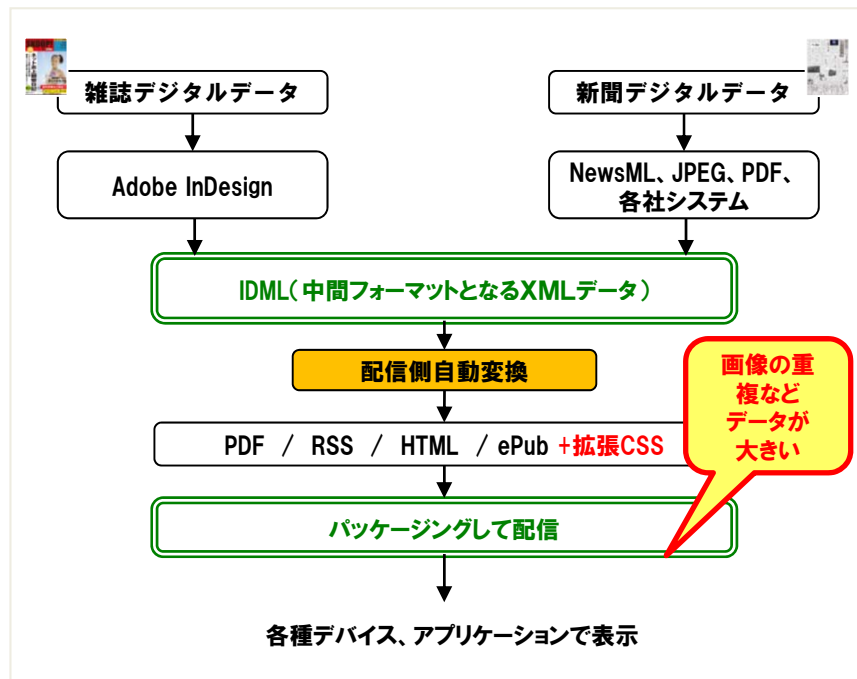 雑誌デジタルデータ
新聞デジタルデータ
Adobe InDesign
NewsML、JPEG、PDF、
各社システム
IDML(中間フォーマットとなるXMLデータ)
配信側自動変換
画像の重
複など
データが
大きい
PDF / RSS / HTML / ePub +拡張CSS
パッケージングして配信
各種デバイス、アプリケーションで表示